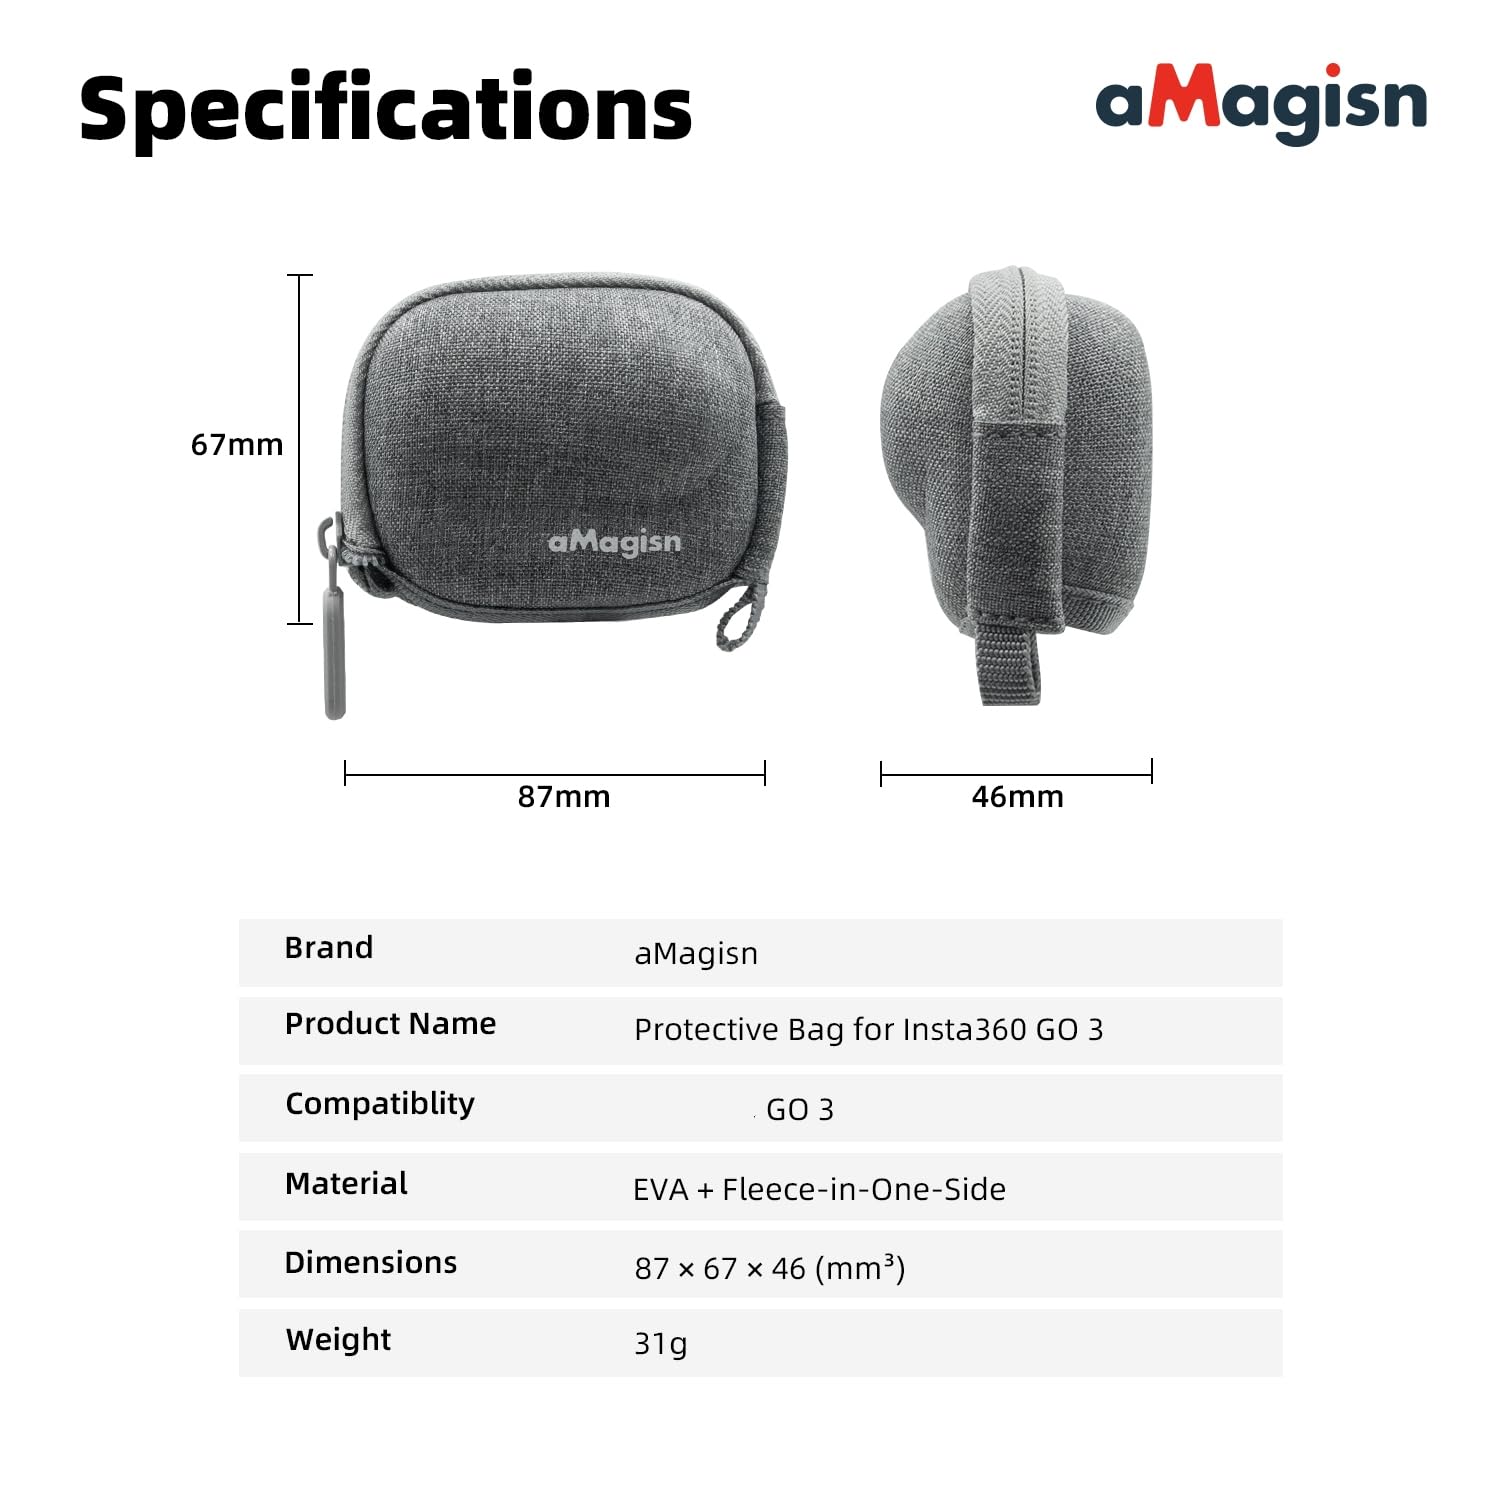 Specifications
aMagisn
67mm
aMagisn
87mm
46mm
Brand aMagisn
Product Name Protective Bag for Insta360 GO 3
Compatiblity GO 3
Material EVA + Fleece-in-One-Side
Dimensions 87 × 67 × 46 (mm³)
Weight 31g